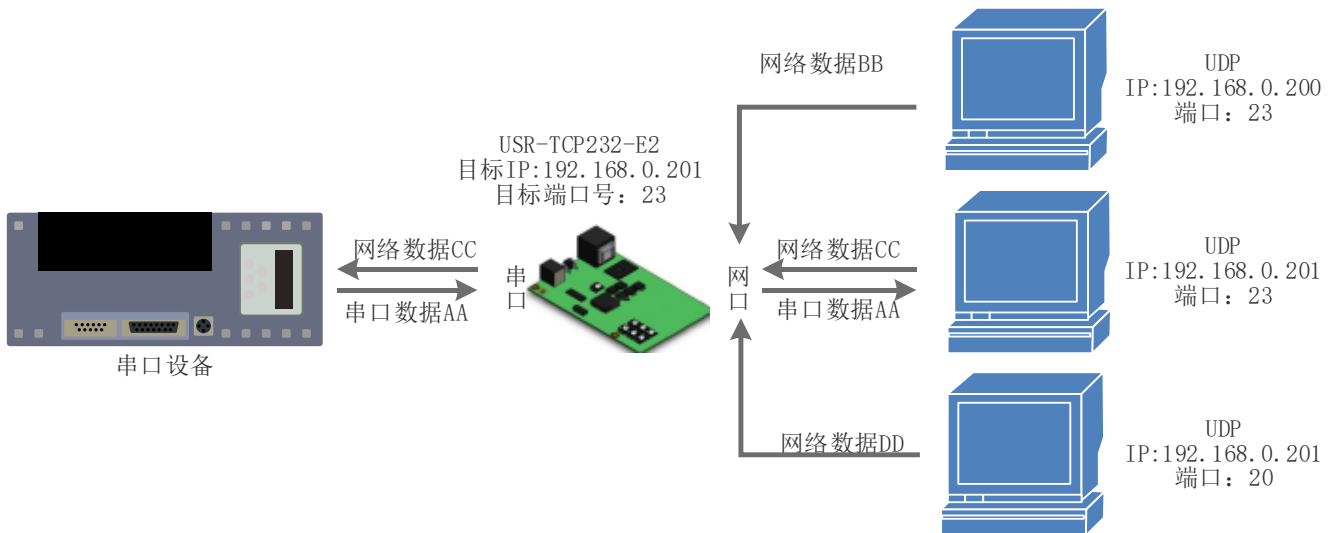 网络数据BB
UDP
IP:192.168.0.200
端口：23
USR-TCP232-E2
目标IP:192.168.0.201
目标端口号：23
网络数据CC
串口数据AA
串口设备
串口
网口
网络数据CC
串口数据AA
UDP
IP:192.168.0.201
端口：23
网络数据DD
UDP
IP:192.168.0.201
端口：20